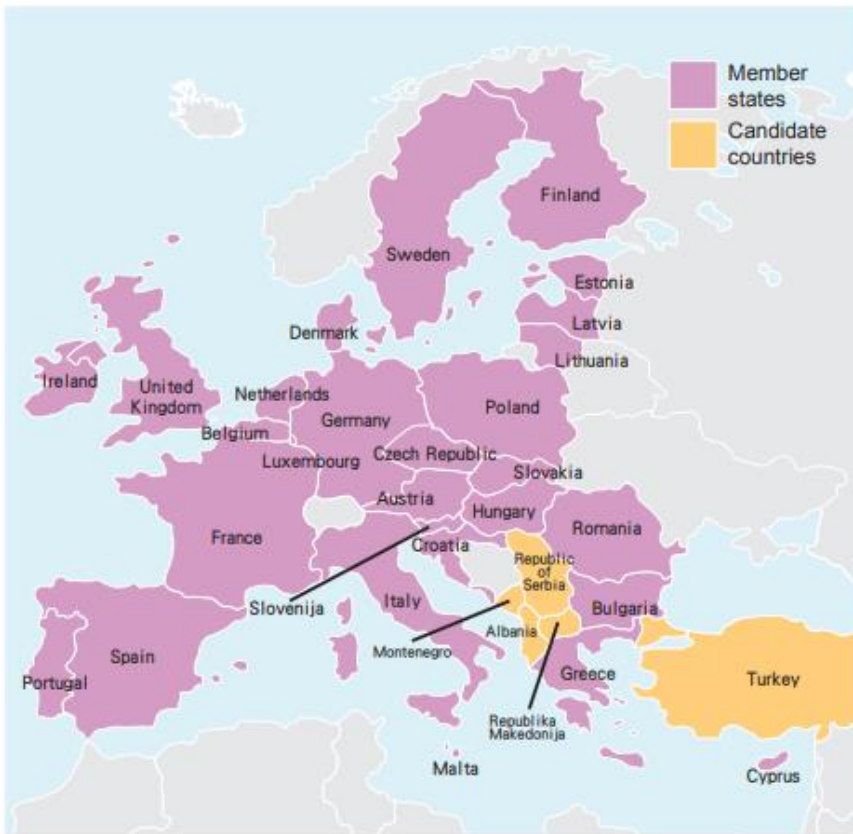 Member
states
Candidate
countries
Finland
Sweden
Estonia
Latvia
Lithuania
Denmark
Ireland
United
Kingdom
Netherlands
Belgium
Germany
Poland
Luxembourg
Czech Republic
Slovakia
Austria
Hungary
France
Croatia
Romania
Republic
of
Serbia
Slovenija
Italy
Bulgaria
Montenegro
Albania
Spain
Portugal
Greece
Turkey
Republika
Makedonija
Malta
Cyprus